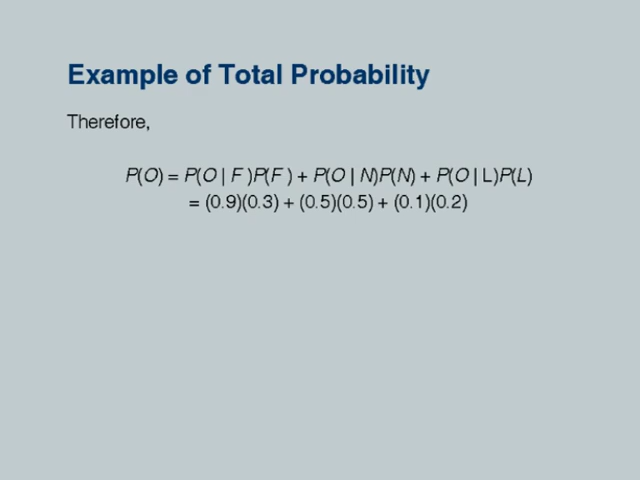 Example of Total Probability
Therefore,
P(O) = P(O | F )P(F ) + P(O | N)P(N) + P(O | L)P(L)
= (0.9)(0.3) + (0.5)(0.5) + (0.1)(0.2)